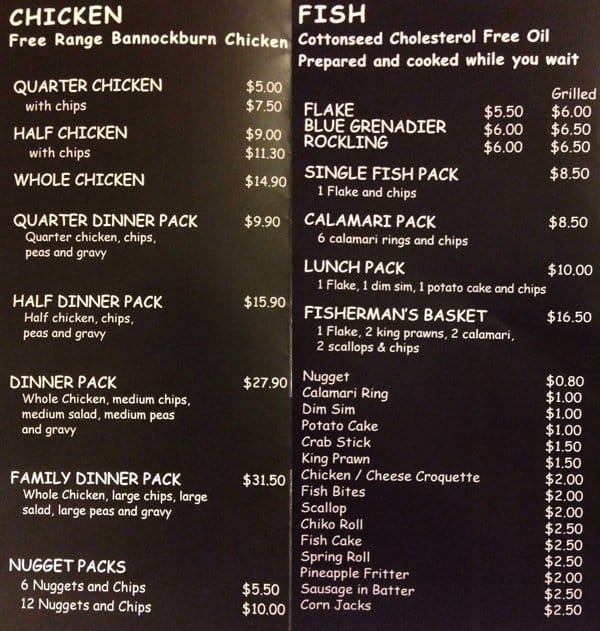 CHICKEN
Free Range Bannockburn Chicken
QUARTER CHICKEN $5.00
with chips $7.50
HALF CHICKEN $9.00
with chips $11.30
WHOLE CHICKEN $14.90
QUARTER DINNER PACK $9.90
Quarter chicken, chips,
peas and gravy
HALF DINNER PACK $15.90
Half chicken, chips,
peas and gravy
DINNER PACK $27.90
Whole Chicken, medium chips,
medium salad, medium peas
and gravy
FAMILY DINNER PACK $31.50
Whole Chicken, large chips, large
salad, large peas and gravy
NUGGET PACKS
6 Nuggets and Chips $5.50
12 Nuggets and Chips $10.00
FISH
Cottonseed Cholesterol Free Oil
Prepared and cooked while you wait
Grilled
FLAKE $5.50 $6.00
BLUE GRENADIER $6.00 $6.50
ROCKLING $6.00 $6.50
SINGLE FISH PACK $8.50
1 Flake and chips
CALAMARI PACK $8.50
6 calamari rings and chips
LUNCH PACK $10.00
1 Flake, 1 dim sim, 1 potato cake and chips
FISHERMAN'S BASKET $16.50
1 Flake, 2 king prawns, 2 calamari,
2 scallops & chips
Nugget $0.80
Calamari Ring $1.00
Dim Sim $1.00
Potato Cake $1.00
Crab Stick $1.50
King Prawn $1.50
Chicken / Cheese Croquette $2.00
Fish Bites $2.00
Scallop $2.00
Chiko Roll $2.50
Fish Cake $2.50
Spring Roll $2.50
Pineapple Fritter $2.00
Sausage in Batter $2.50
Corn Jacks $2.50